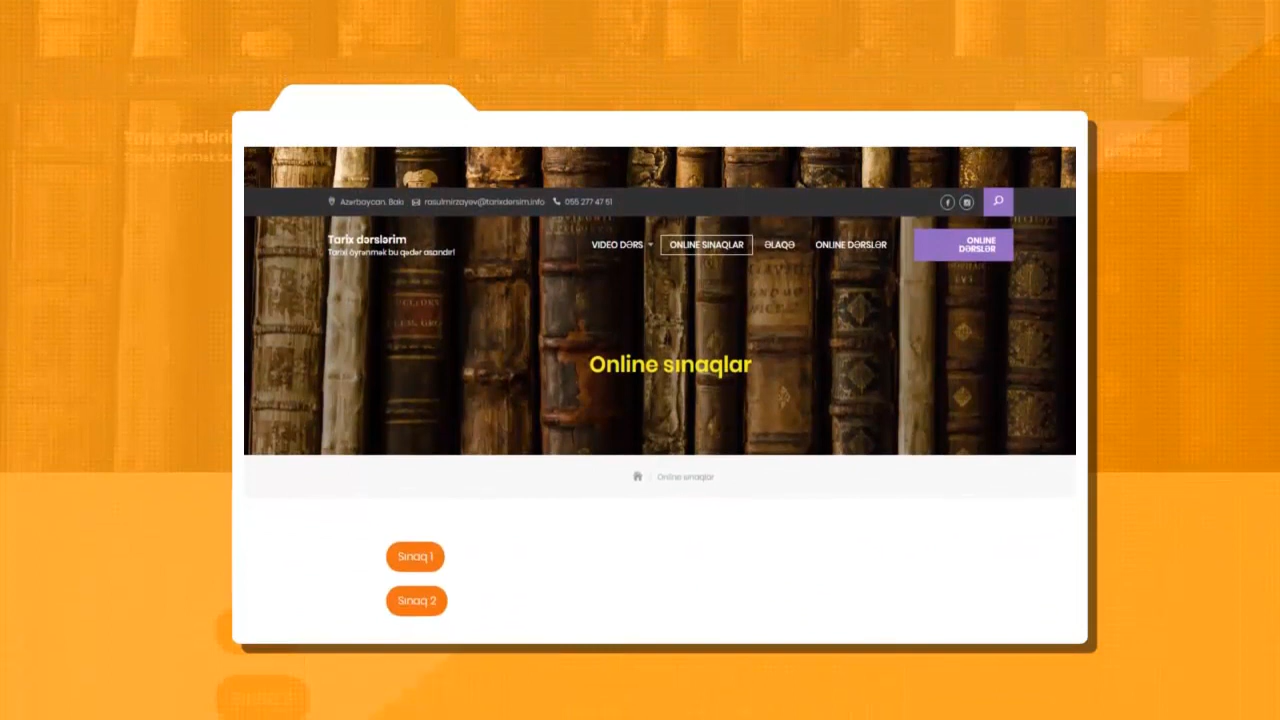 Azərbaycan, Bakı rasulmirzayev@tarixdersim.info 055 277 47 61
Tarix dərslərim
Tarixi öyrənmək bu qədər asandır!
VIDEO DƏRS ONLINE SINAQLAR ƏLAQƏ ONLINE DƏRSLƏR
ONLINE
DƏRSLƏR
Online sınaqlar
Online sınaqlar
Sınaq 1
Sınaq 2